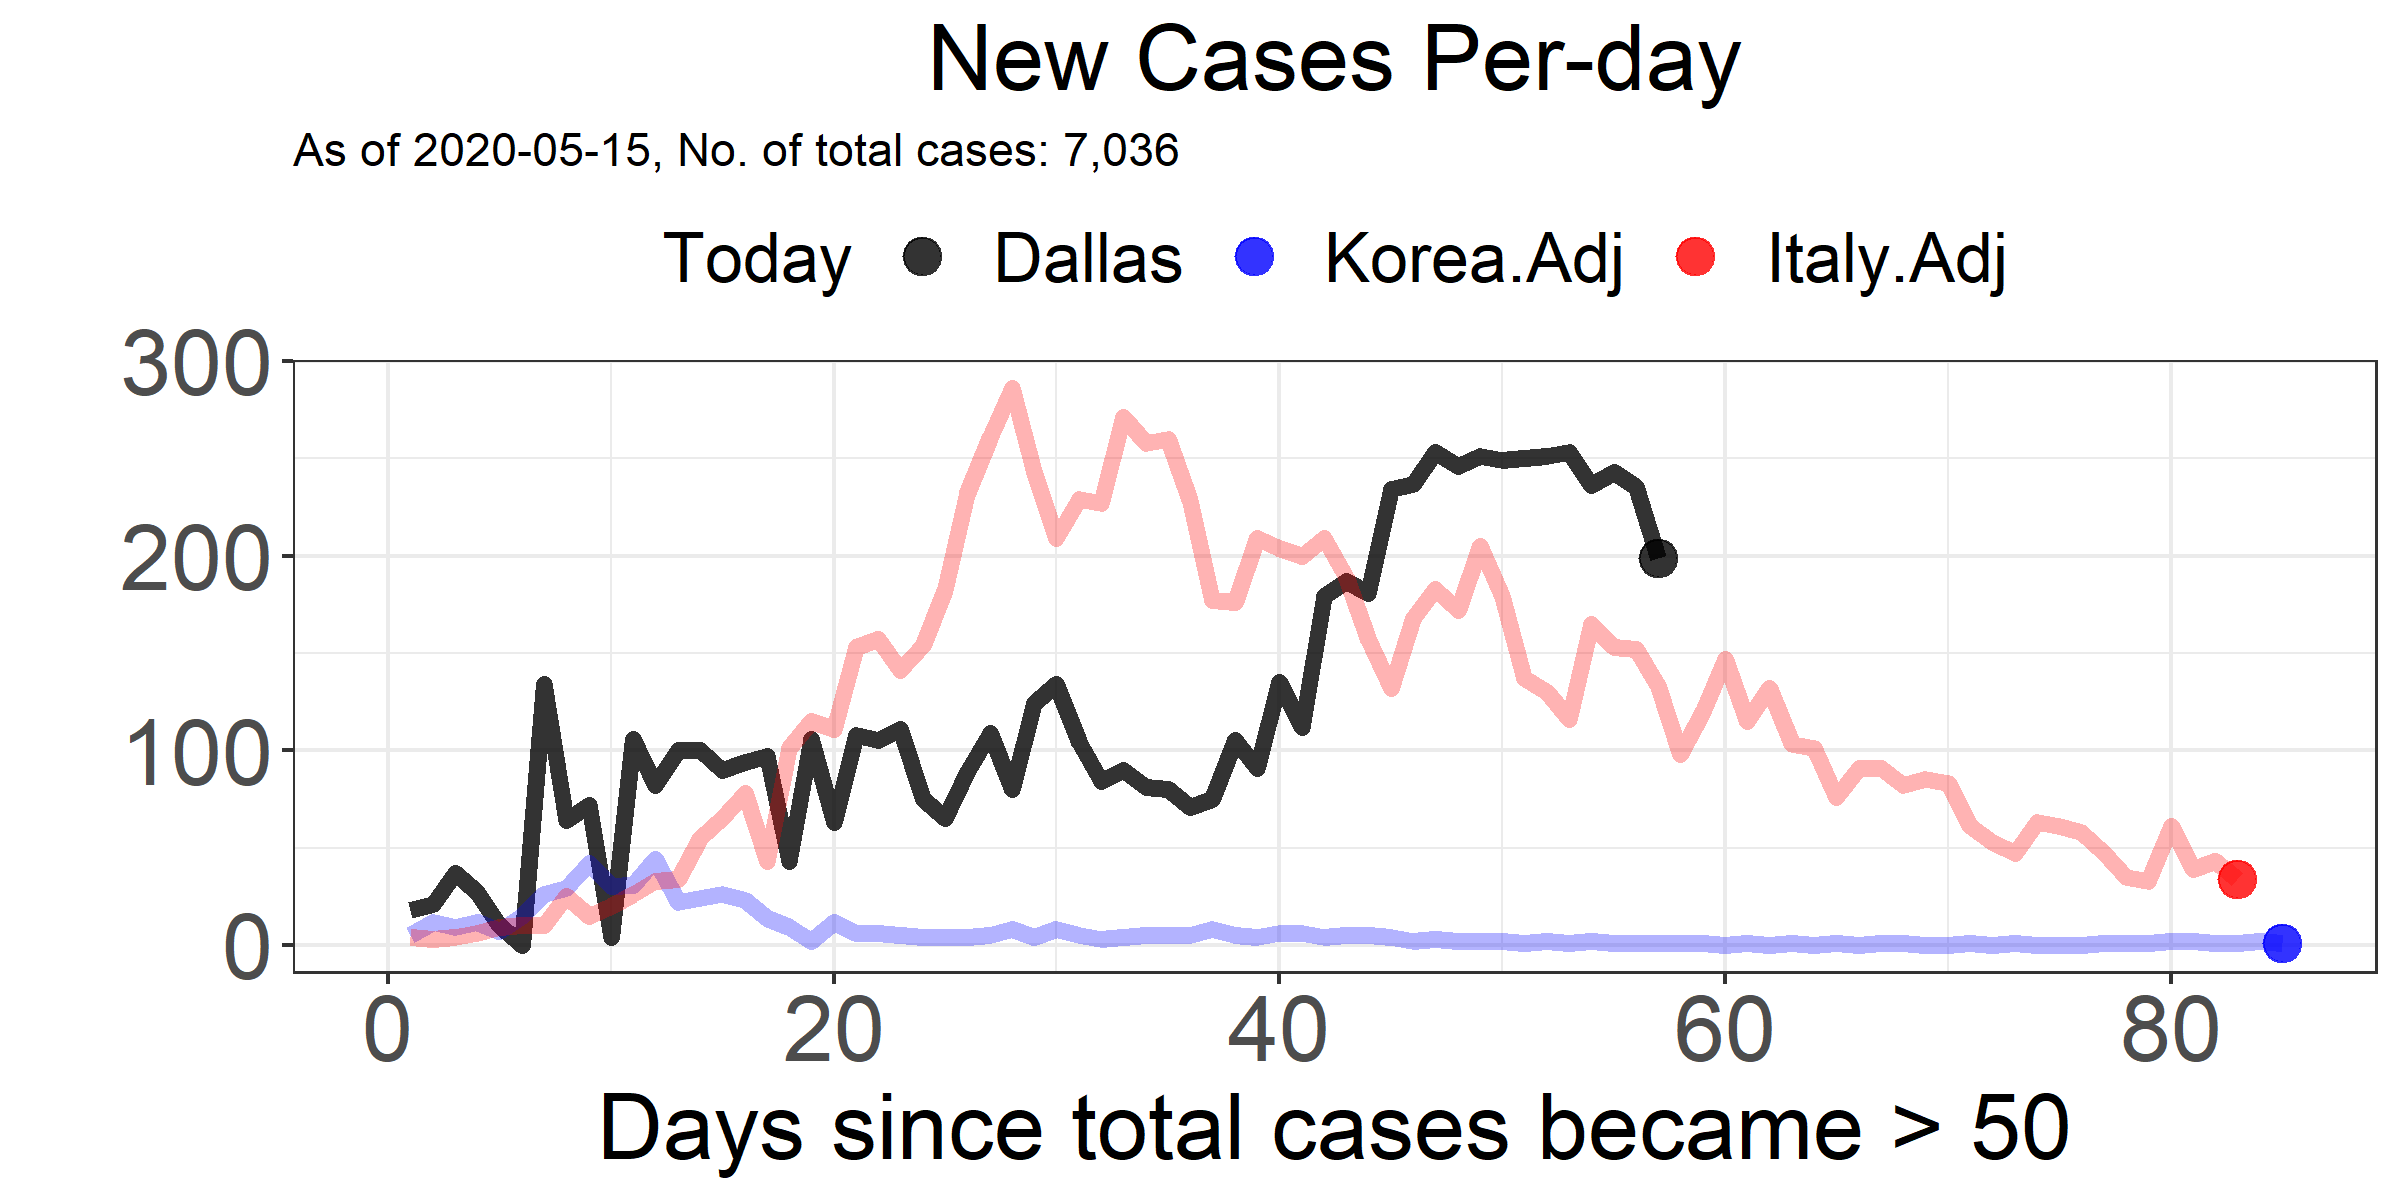 New Cases Per-day
As of 2020-05-15, No. of total cases: 7,036
Today Dallas Korea.Adj Italy.Adj
300
200
100
0
0 20 40 60 80
Days since total cases became > 50